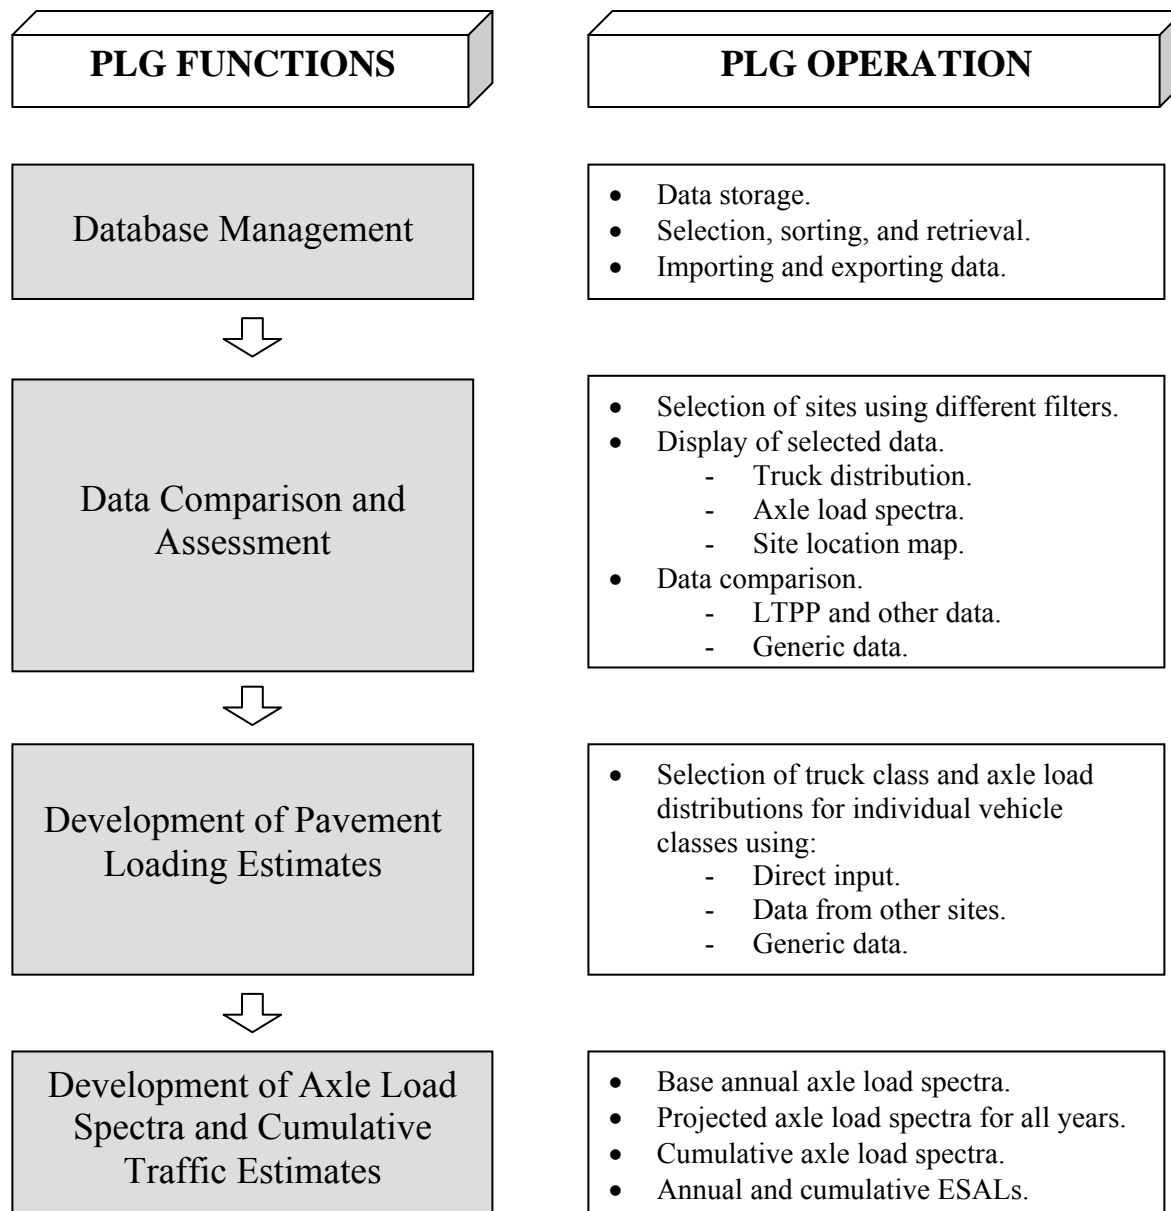 PLG FUNCTIONS
PLG OPERATION
Database Management
• Data storage.
• Selection, sorting, and retrieval.
• Importing and exporting data.
Data Comparison and
Assessment
• Selection of sites using different filters.
• Display of selected data.
- Truck distribution.
- Axle load spectra.
- Site location map.
• Data comparison.
- LTPP and other data.
- Generic data.
Development of Pavement
Loading Estimates
• Selection of truck class and axle load
distributions for individual vehicle
classes using:
- Direct input.
- Data from other sites.
- Generic data.
Development of Axle Load
Spectra and Cumulative
Traffic Estimates
• Base annual axle load spectra.
• Projected axle load spectra for all years.
• Cumulative axle load spectra.
• Annual and cumulative ESALs.